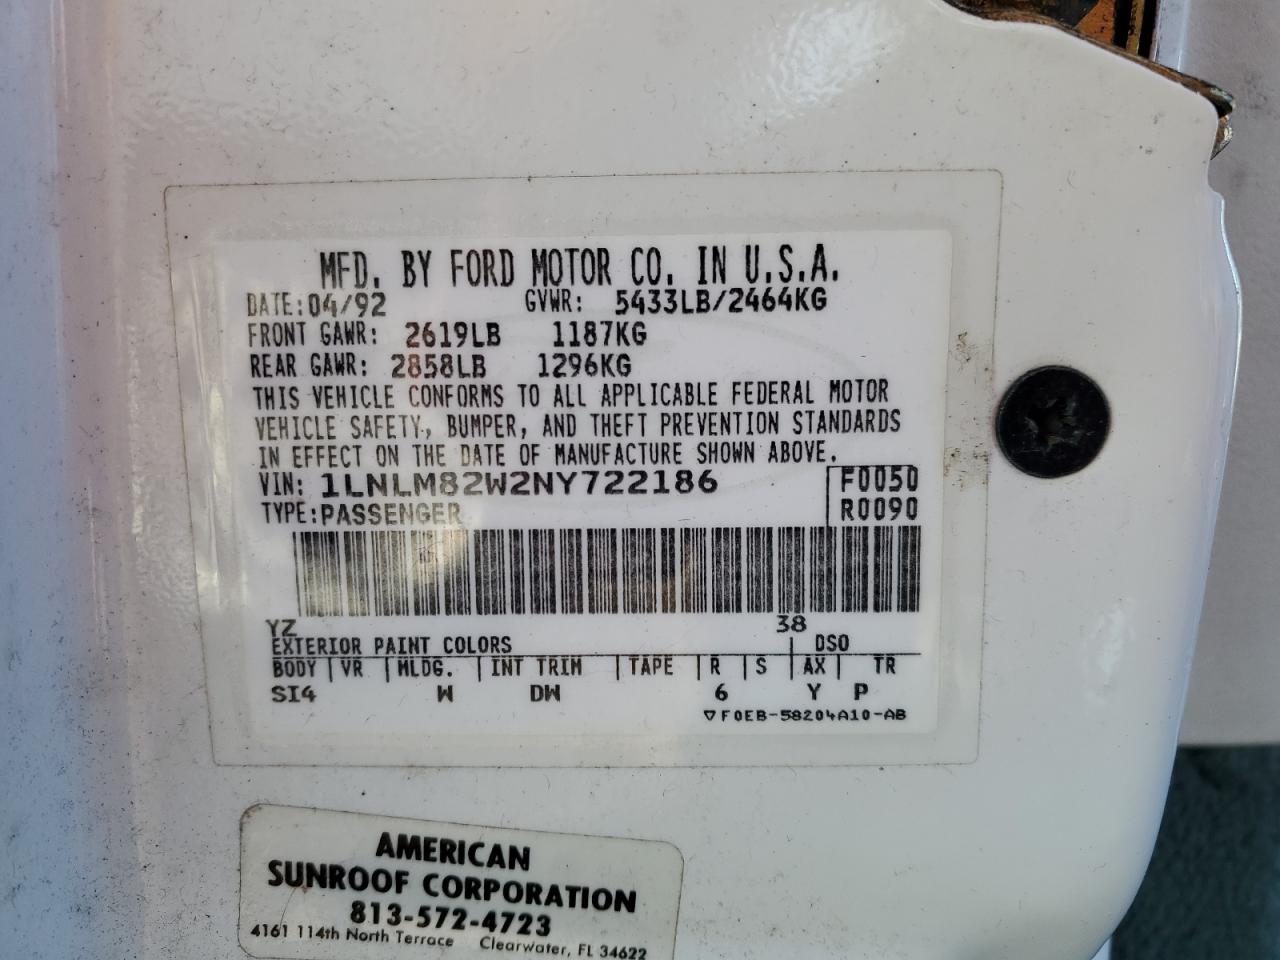 MFD. BY FORD MOTOR CO. IN U.S.A.
DATE: 04/92 GVWR: 5433LB/2464KG
FRONT GAWR: 2619LB 1187KG
REAR GAWR: 2858LB 1296KG
THIS VEHICLE CONFORMS TO ALL APPLICABLE FEDERAL MOTOR
VEHICLE SAFETY, BUMPER, AND THEFT PREVENTION STANDARDS
IN EFFECT ON THE DATE OF MANUFACTURE SHOWN ABOVE.
VIN: 1LNLM82W2NY722186 F0050
TYPE: PASSENGER R0090
YZ 38
EXTERIOR PAINT COLORS DSO
BODY VR MLDG. INT TRIM TAPE R S AX TR
SI4 W DW 6 Y P
▽F0EB-58204A10-AB
AMERICAN
SUNROOF CORPORATION
813-572-4723
4161 114th North Terrace Clearwater, FL 34622